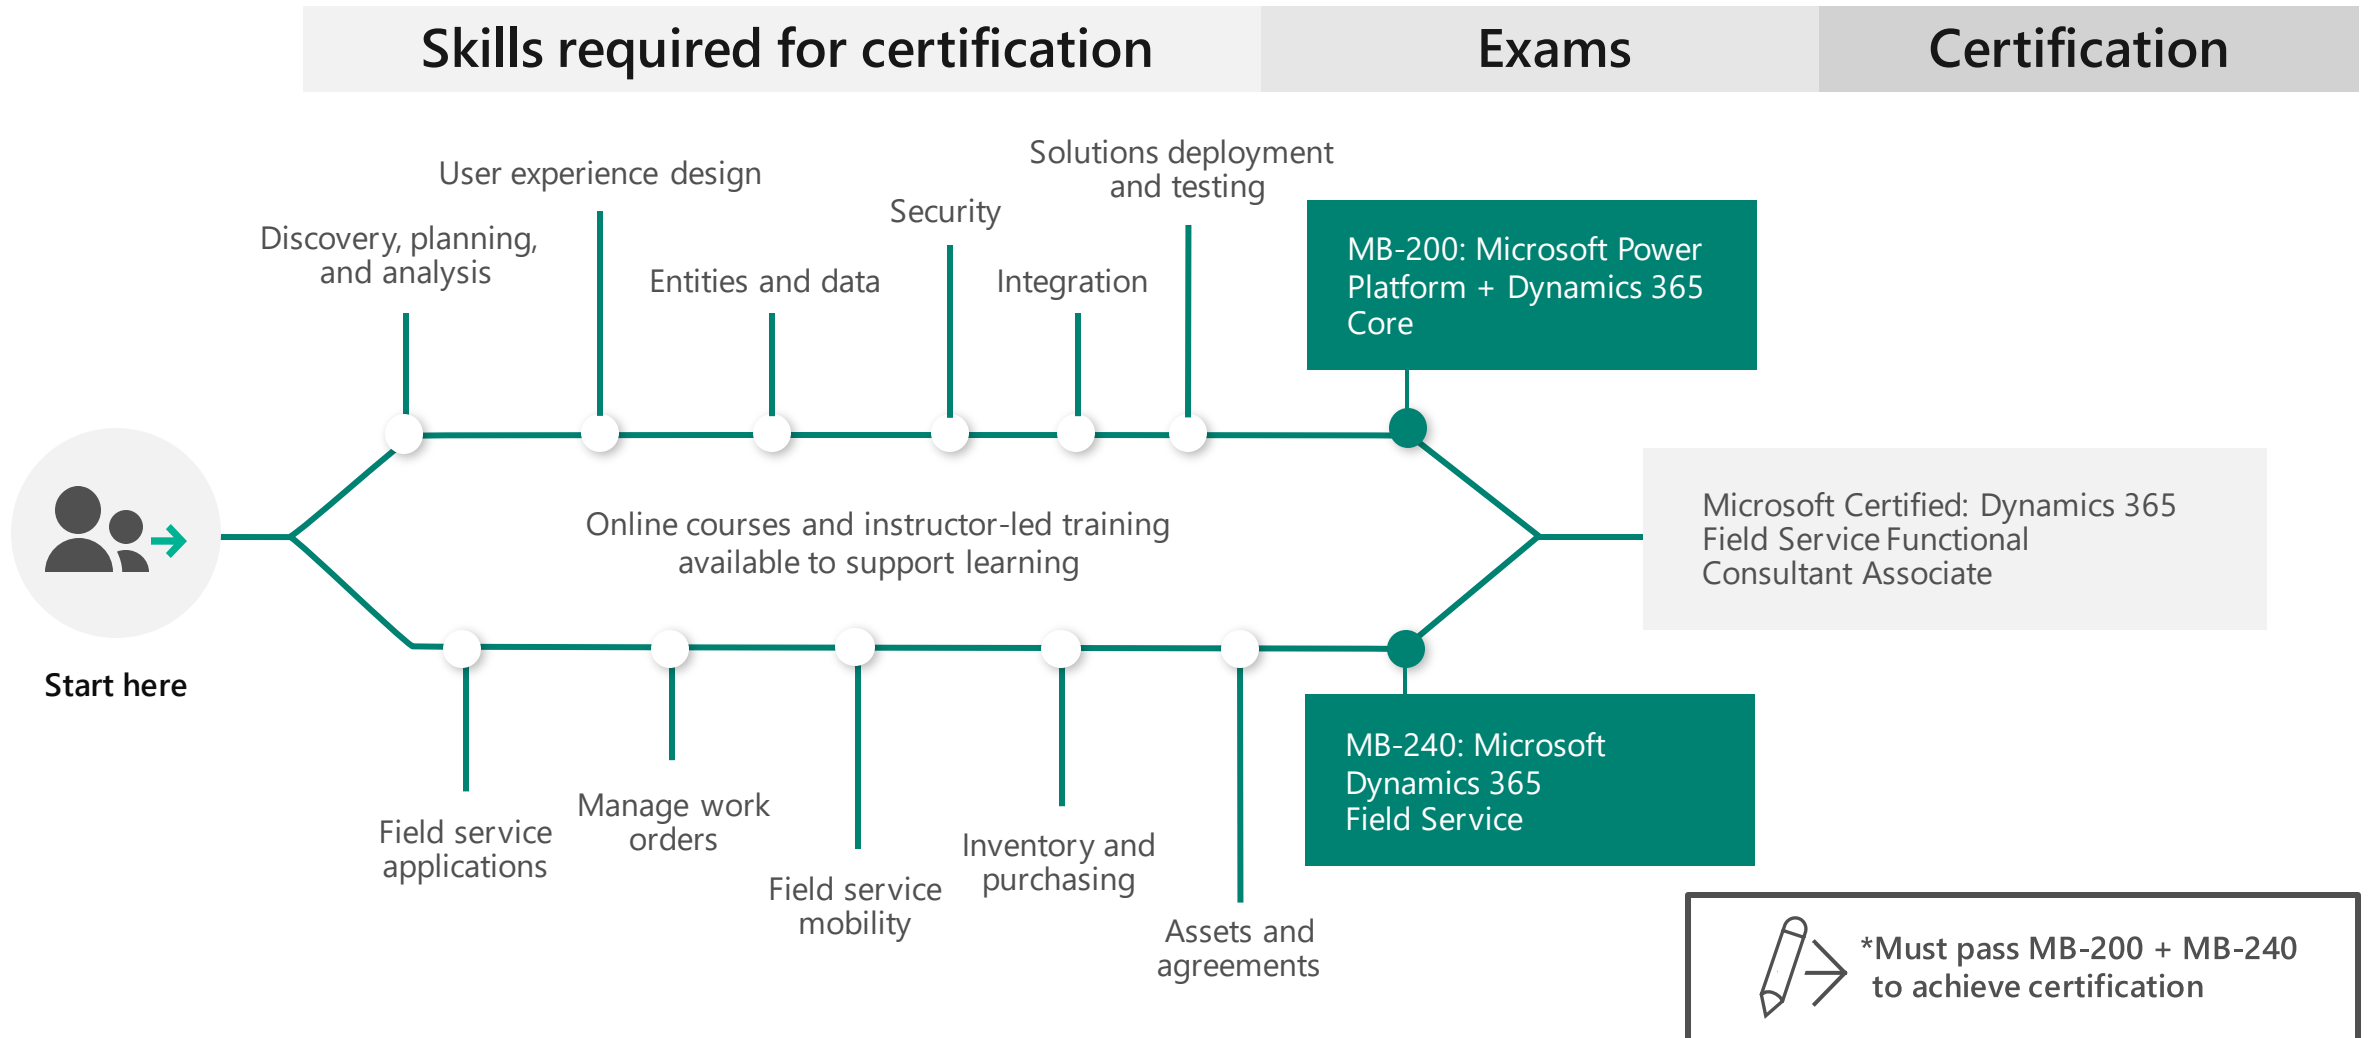 Skills required for certification
Exams
Certification
User experience design
Solutions deployment
and testing
Security
Discovery, planning,
and analysis
Entities and data
Integration
MB-200: Microsoft Power
Platform + Dynamics 365
Core
Online courses and instructor-led training
available to support learning
Microsoft Certified: Dynamics 365
Field Service Functional
Consultant Associate
Start here
Field service
applications
Manage work
orders
Field service
mobility
Inventory and
purchasing
Assets and
agreements
MB-240: Microsoft
Dynamics 365
Field Service
*Must pass MB-200 + MB-240
to achieve certification